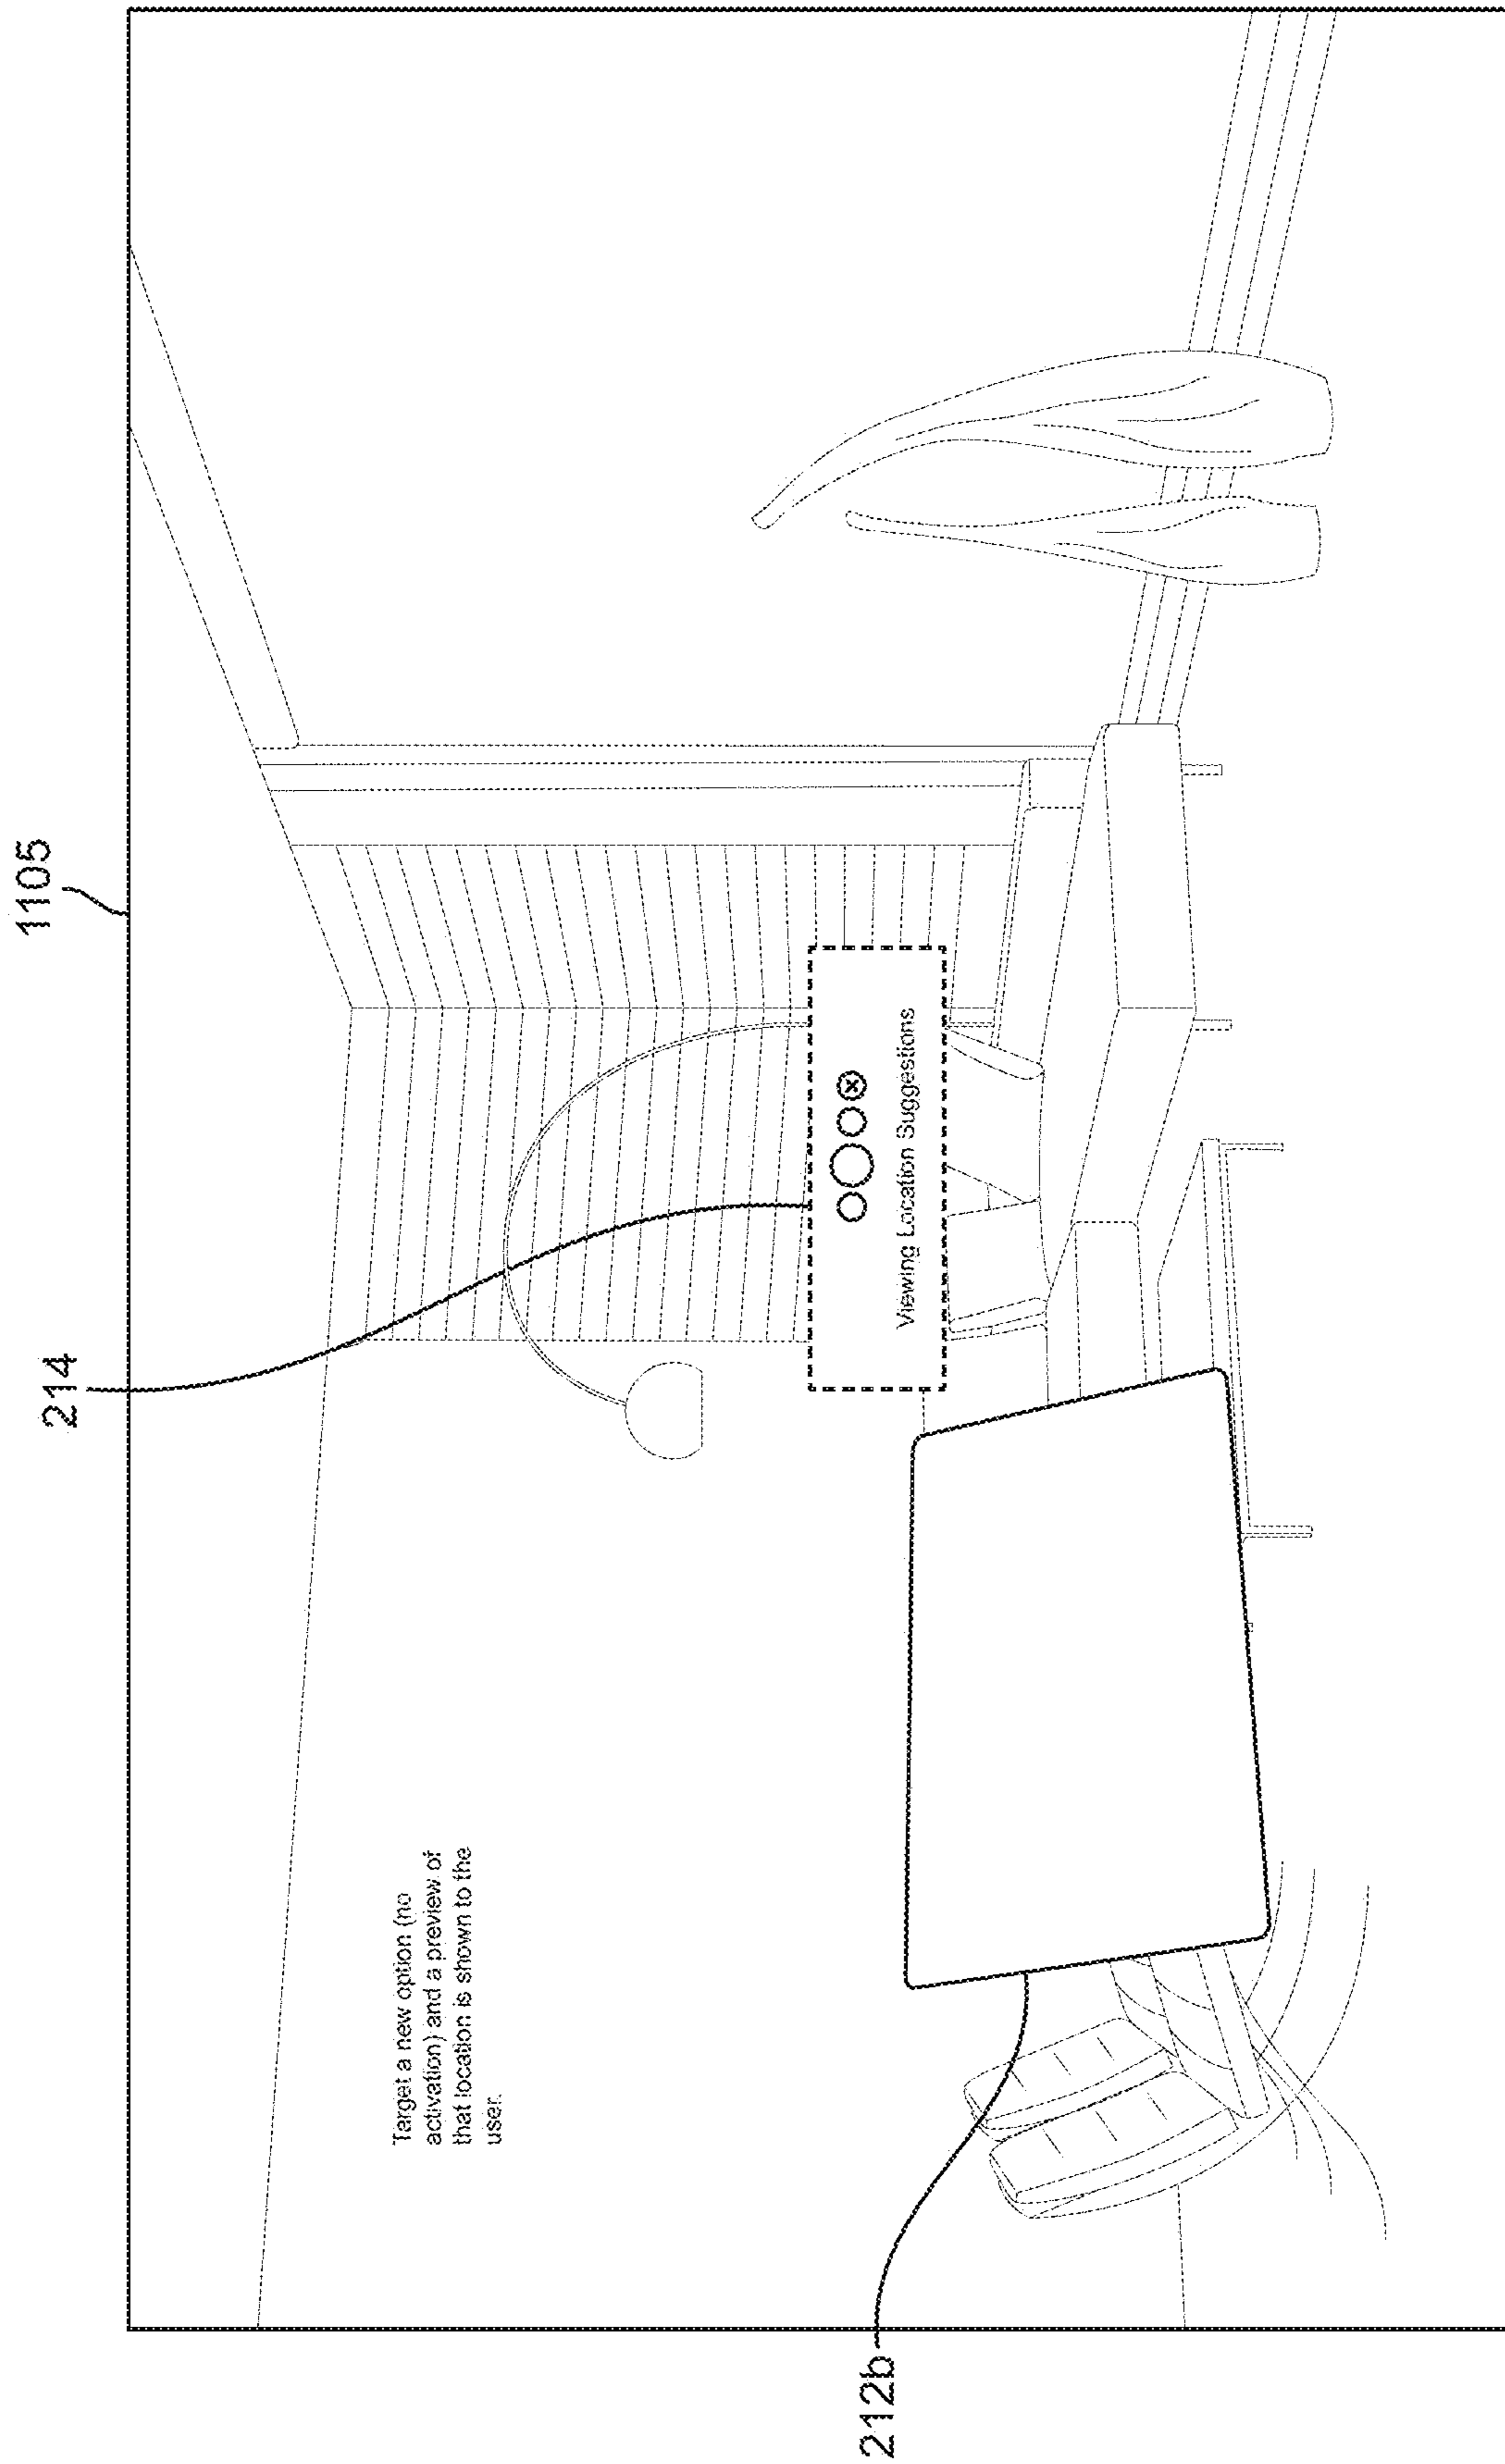 1105
214
Target a new option (no
activation) and a preview of
that location is shown to the
user.
Viewing Location Suggestions
212b